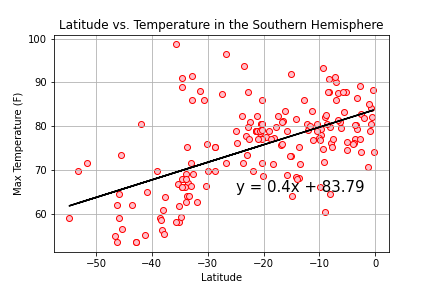 Latitude vs. Temperature in the Southern Hemisphere
100
90
80
70
60
Max Temperature (F)
y = 0.4x + 83.79
−50
−40
−30
−20
−10
0
Latitude